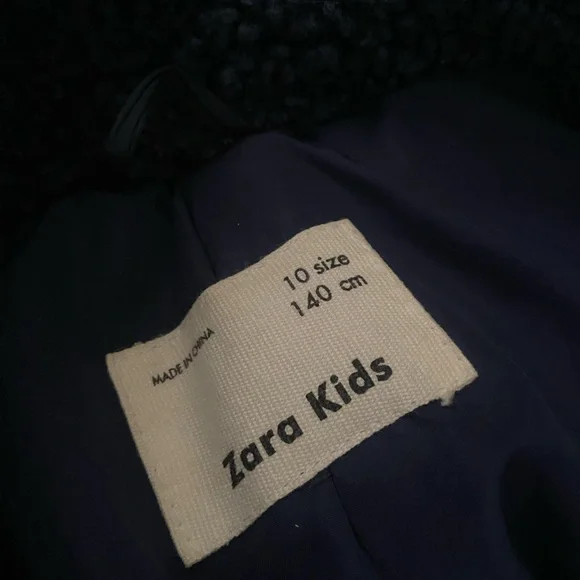 10 size
140 cm
MADE IN CHINA
Zara Kids